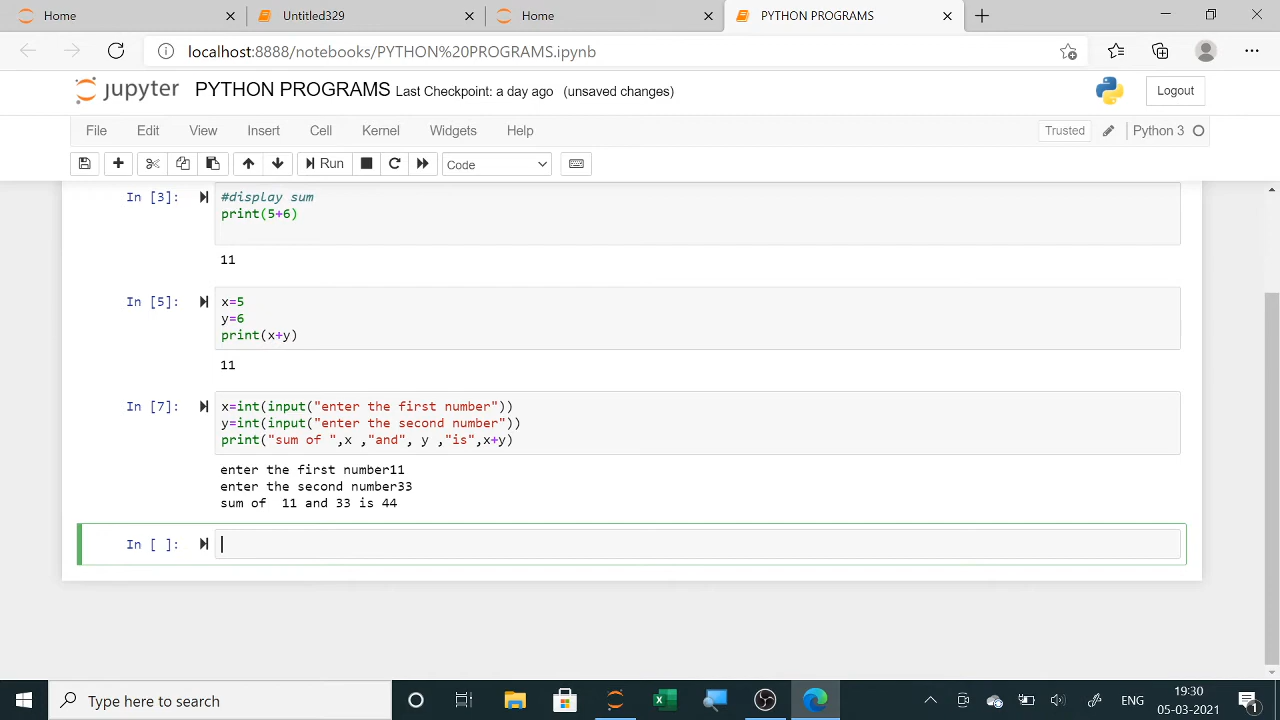 Home
Untitled329
Home
PYTHON PROGRAMS
localhost:8888/notebooks/PYTHON%20PROGRAMS.ipynb
jupyter PYTHON PROGRAMS Last Checkpoint: a day ago (unsaved changes)
Logout
File Edit View Insert Cell Kernel Widgets Help
Trusted
Python 3
Run
Code
In [3]:
#display sum
print(5+6)
11
In [5]:
x=5
y=6
print(x+y)
11
In [7]:
x=int(input("enter the first number"))
y=int(input("enter the second number"))
print("sum of ",x ,"and", y ,"is",x+y)
enter the first number11
enter the second number33
sum of  11 and 33 is 44
In [ ]:
Type here to search
ENG
19:30
05-03-2021
1